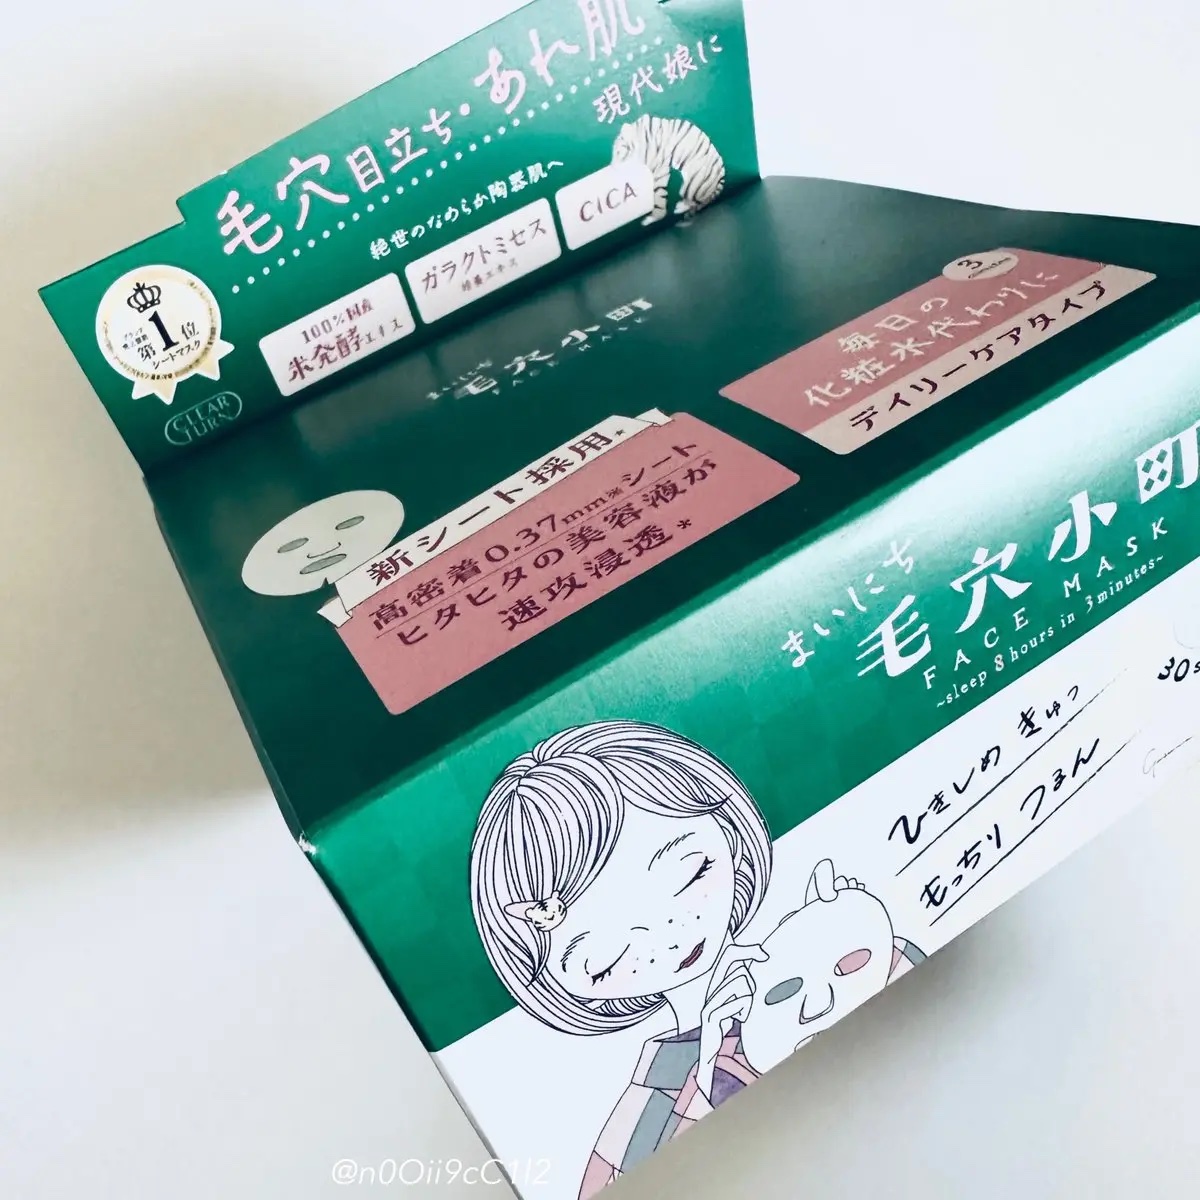 毛穴目立ち・あれ肌
現代娘に
絶世のなめらか陶器肌へ
100%国産
米発酵エキス
ガラクトミセス
培養エキス
CICA
第1位
シートマスク
CLEAR
TURN
毛穴小町
FACE MASK
3
毎日の
化粧水代わりに
デイリーケアタイプ
新シート採用*
高密着0.37mm※シート
ヒタヒタの美容液が
速攻浸透*
まいにち
毛穴小町
FACE MASK
~sleep 8 hours in 3 minutes~
ひきしめ きゅっ
もっちり つるん
30
@n0Oii9cC1I2